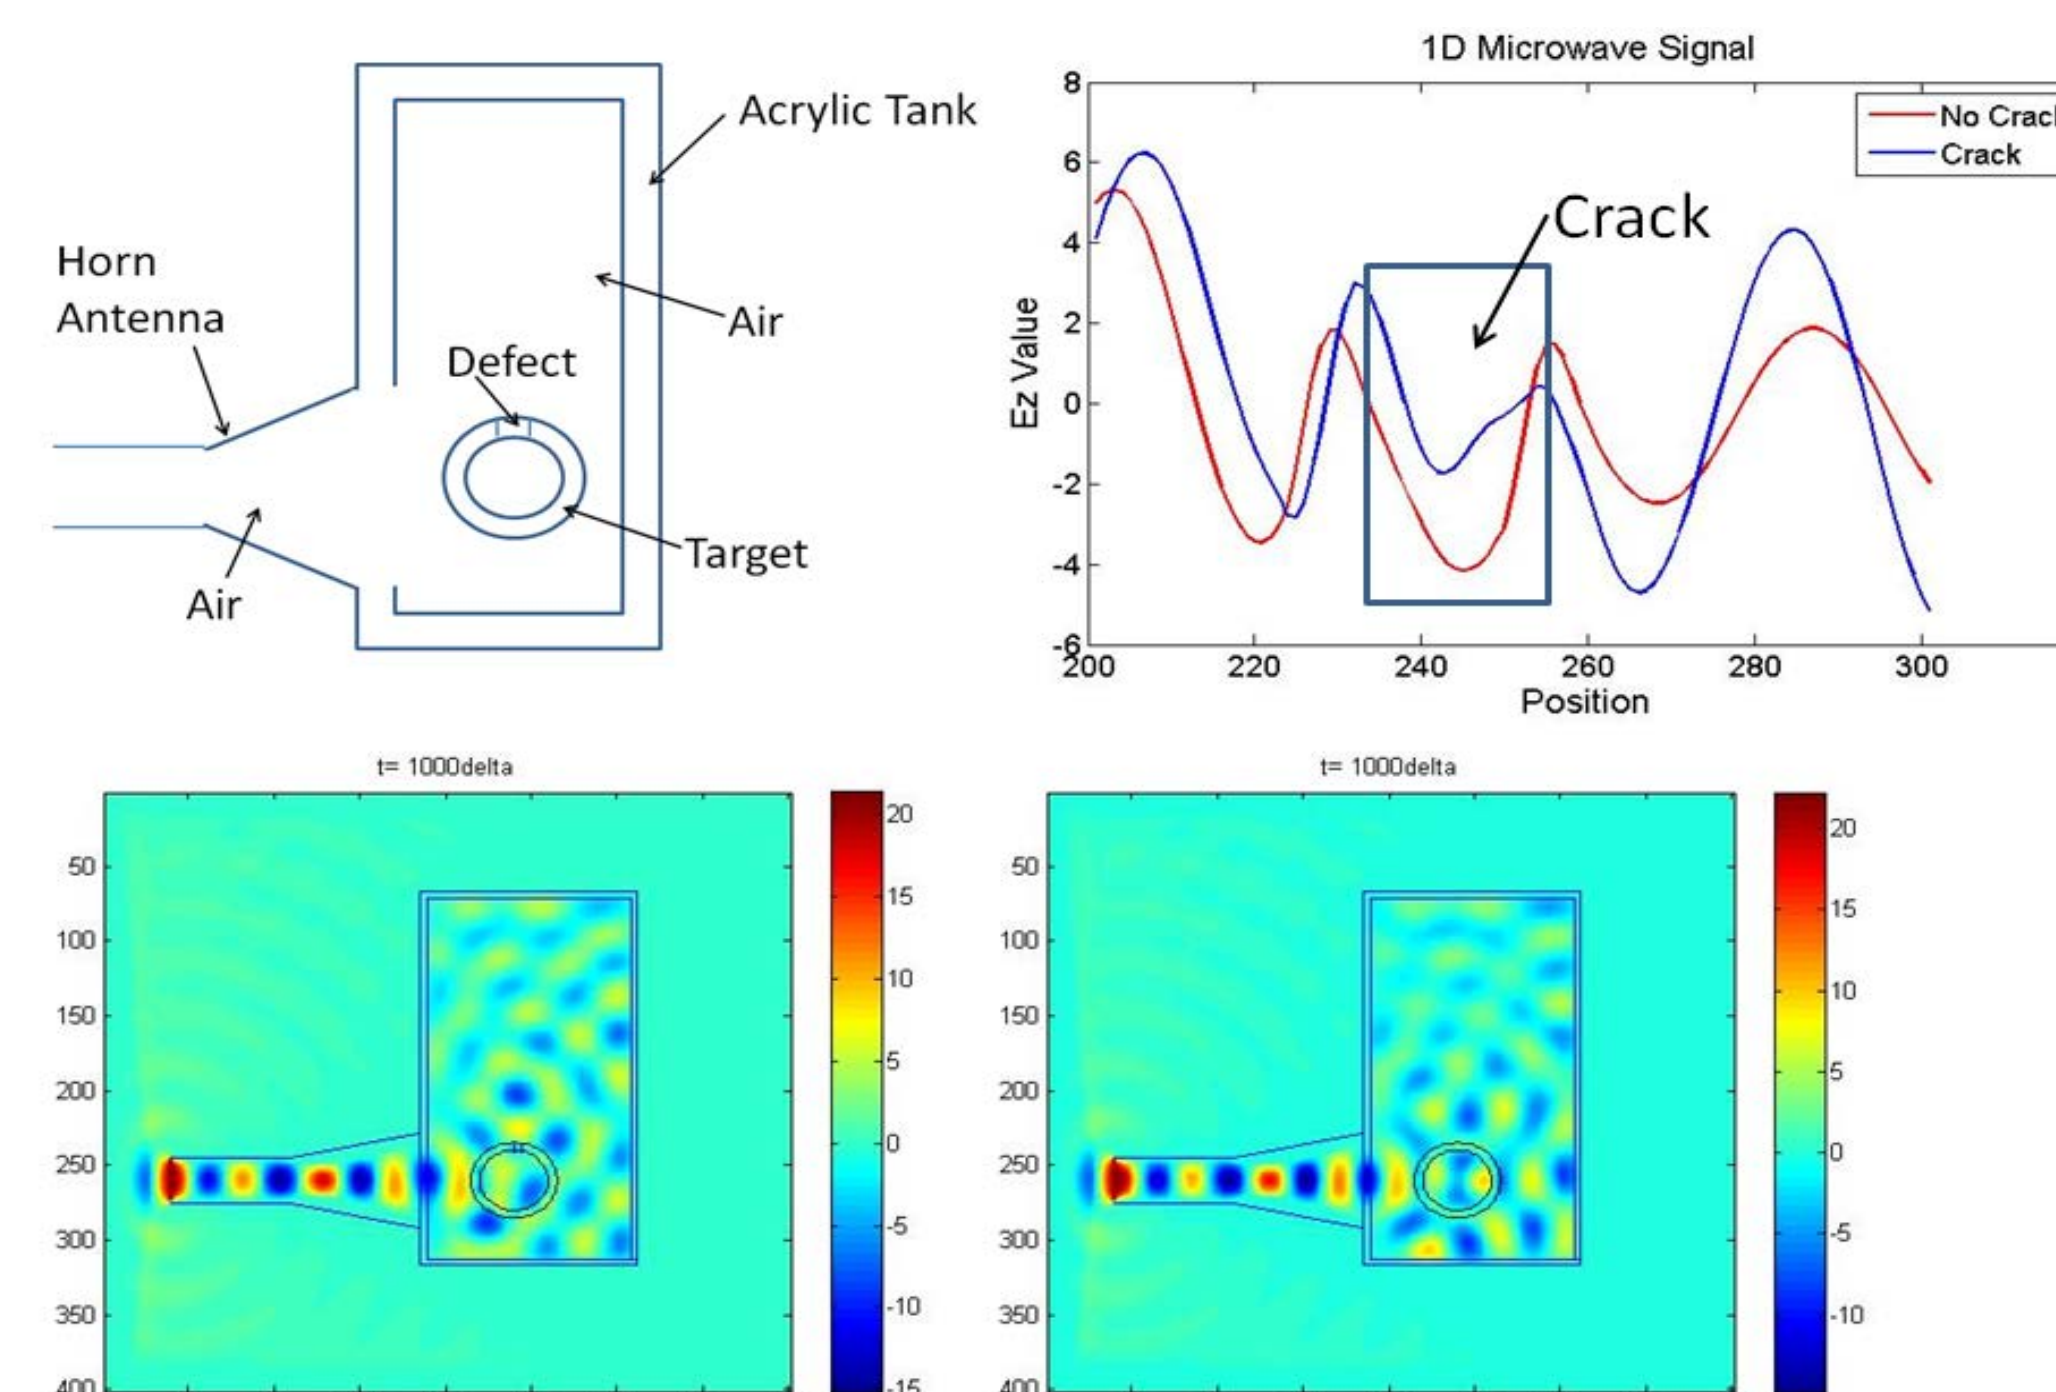 Acrylic Tank
Horn
Antenna
Air
Defect
Target
Air
1D Microwave Signal
8
6
4
2
0
-2
-4
-6
Ez Value
200 220 240 260 280 300
Position
No Crac
Crack
Crack
t= 1000delta
50
100
150
200
250
300
350
400
20
15
10
5
0
-5
-10
-15
t= 1000delta
50
100
150
200
250
300
350
400
20
15
10
5
0
-5
-10